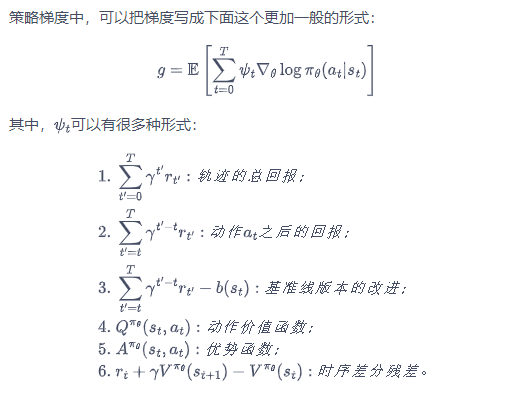 策略梯度中，可以把梯度写成下面这个更加一般的形式：
$g = \mathbb{E}\left[\sum_{t=0}^{T} \psi_t \nabla_\theta \log \pi_\theta(a_t|s_t)\right]$
其中，$\psi_t$可以有很多种形式：
1. $\sum_{t'=0}^{T} \gamma^{t'} r_{t'}$ : 轨迹的总回报；
2. $\sum_{t'=t}^{T} \gamma^{t'-t} r_{t'}$ : 动作$a_t$之后的回报；
3. $\sum_{t'=t}^{T} \gamma^{t'-t} r_{t'} - b(s_t)$ : 基准线版本的改进；
4. $Q^{\pi_\theta}(s_t, a_t)$ : 动作价值函数；
5. $A^{\pi_\theta}(s_t, a_t)$ : 优势函数；
6. $r_t + \gamma V^{\pi_\theta}(s_{t+1}) - V^{\pi_\theta}(s_t)$ : 时序差分残差。